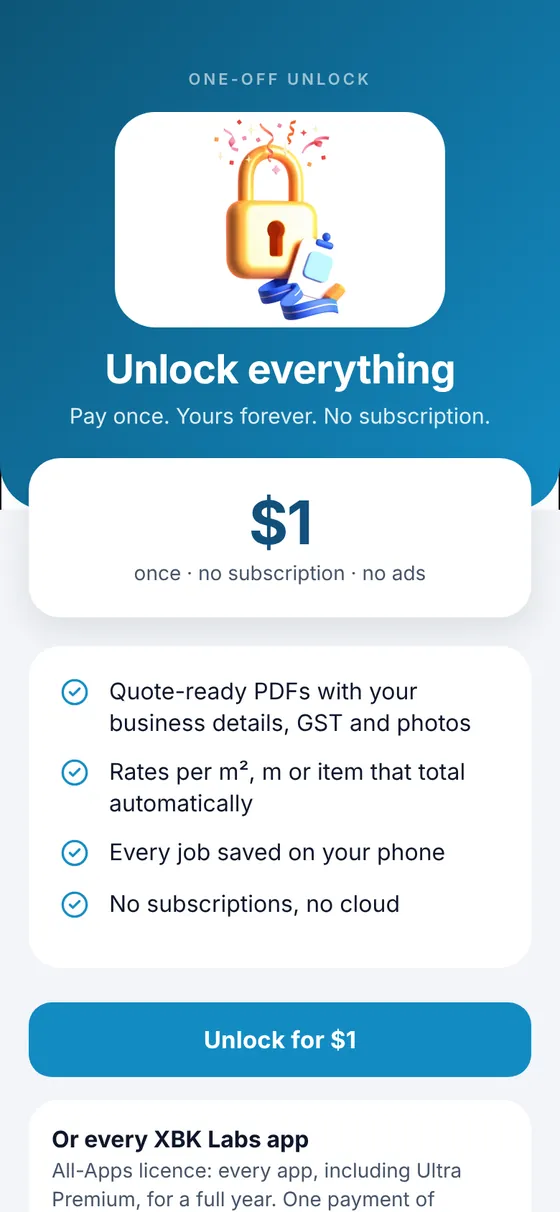 ONE-OFF UNLOCK
Unlock everything
Pay once. Yours forever. No subscription.
$1
once · no subscription · no ads
Quote-ready PDFs with your
business details, GST and photos
Rates per m², m or item that total
automatically
Every job saved on your phone
No subscriptions, no cloud
Unlock for $1
Or every XBK Labs app
All-Apps licence: every app, including Ultra
Premium, for a full year. One payment of